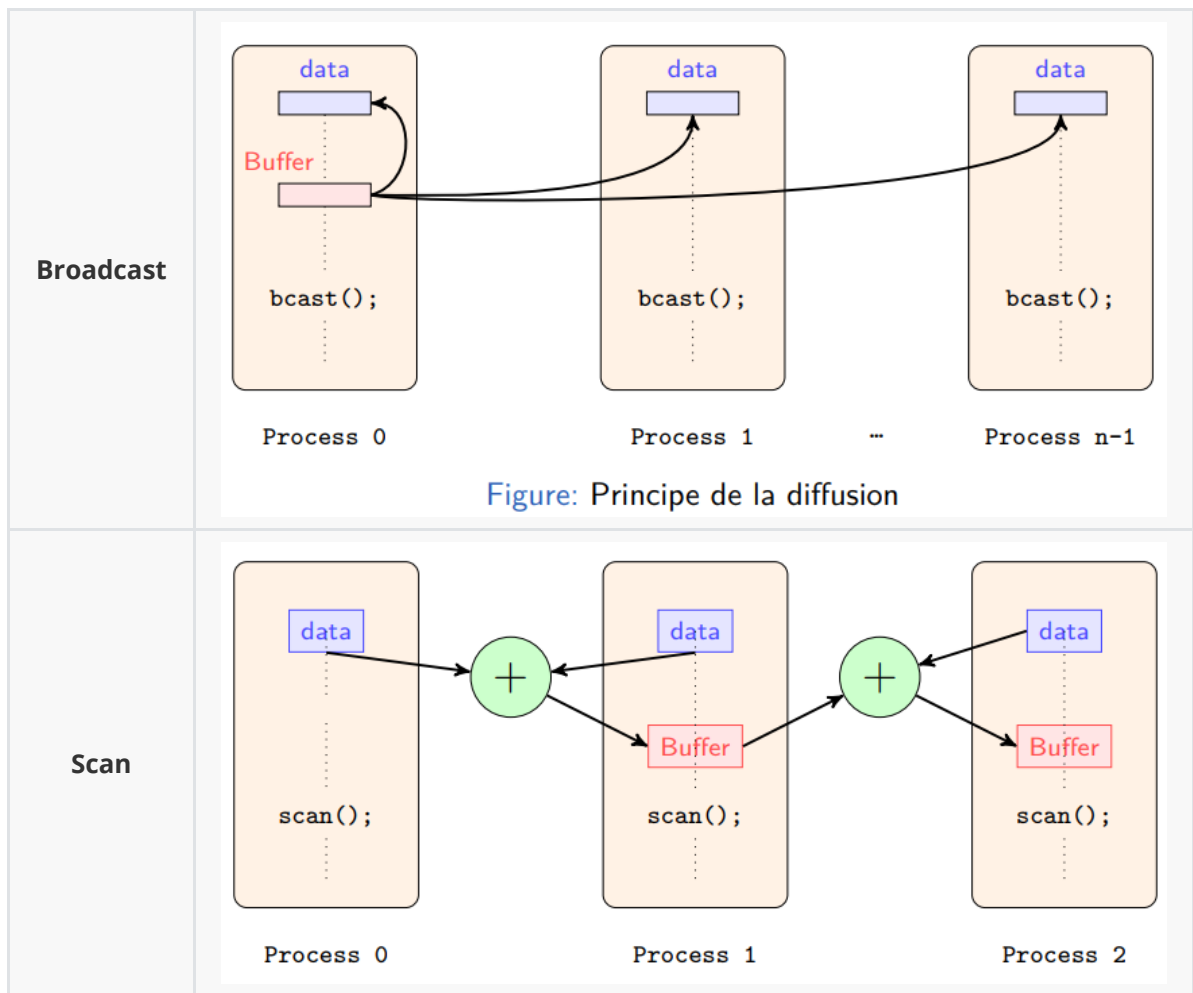 Broadcast
data data data
Buffer
bcast(); bcast(); bcast();
Process 0 Process 1 … Process n-1
Figure: Principe de la diffusion
Scan
data data data
+ +
Buffer Buffer
scan(); scan(); scan();
Process 0 Process 1 Process 2